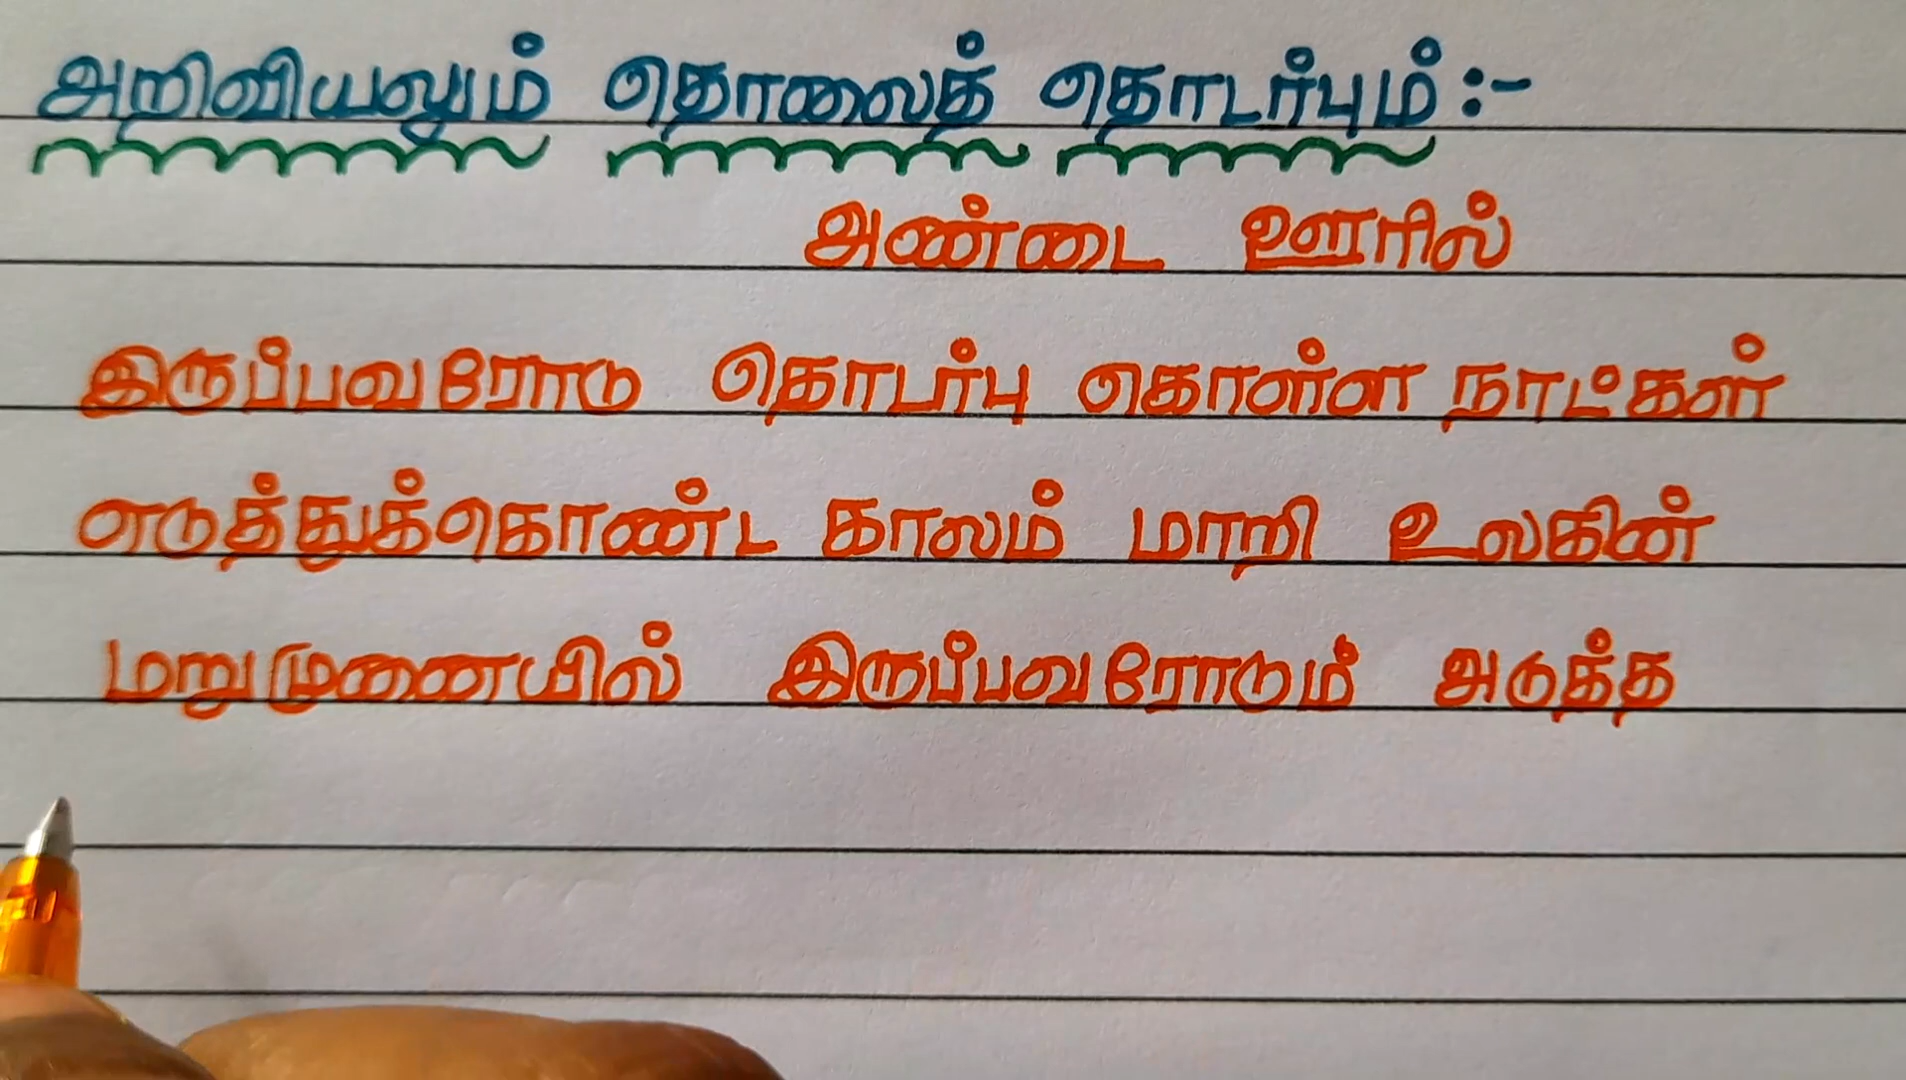 அறிவியலும் தொலைத் தொடர்பும்:-
அண்டை ஊரில்
இருப்பவரோடு தொடர்பு கொள்ள நாட்கள்
எடுத்துக்கொண்ட காலம் மாறி உலகின்
மறுமுனையில் இருப்பவரோடும் அடுத்த